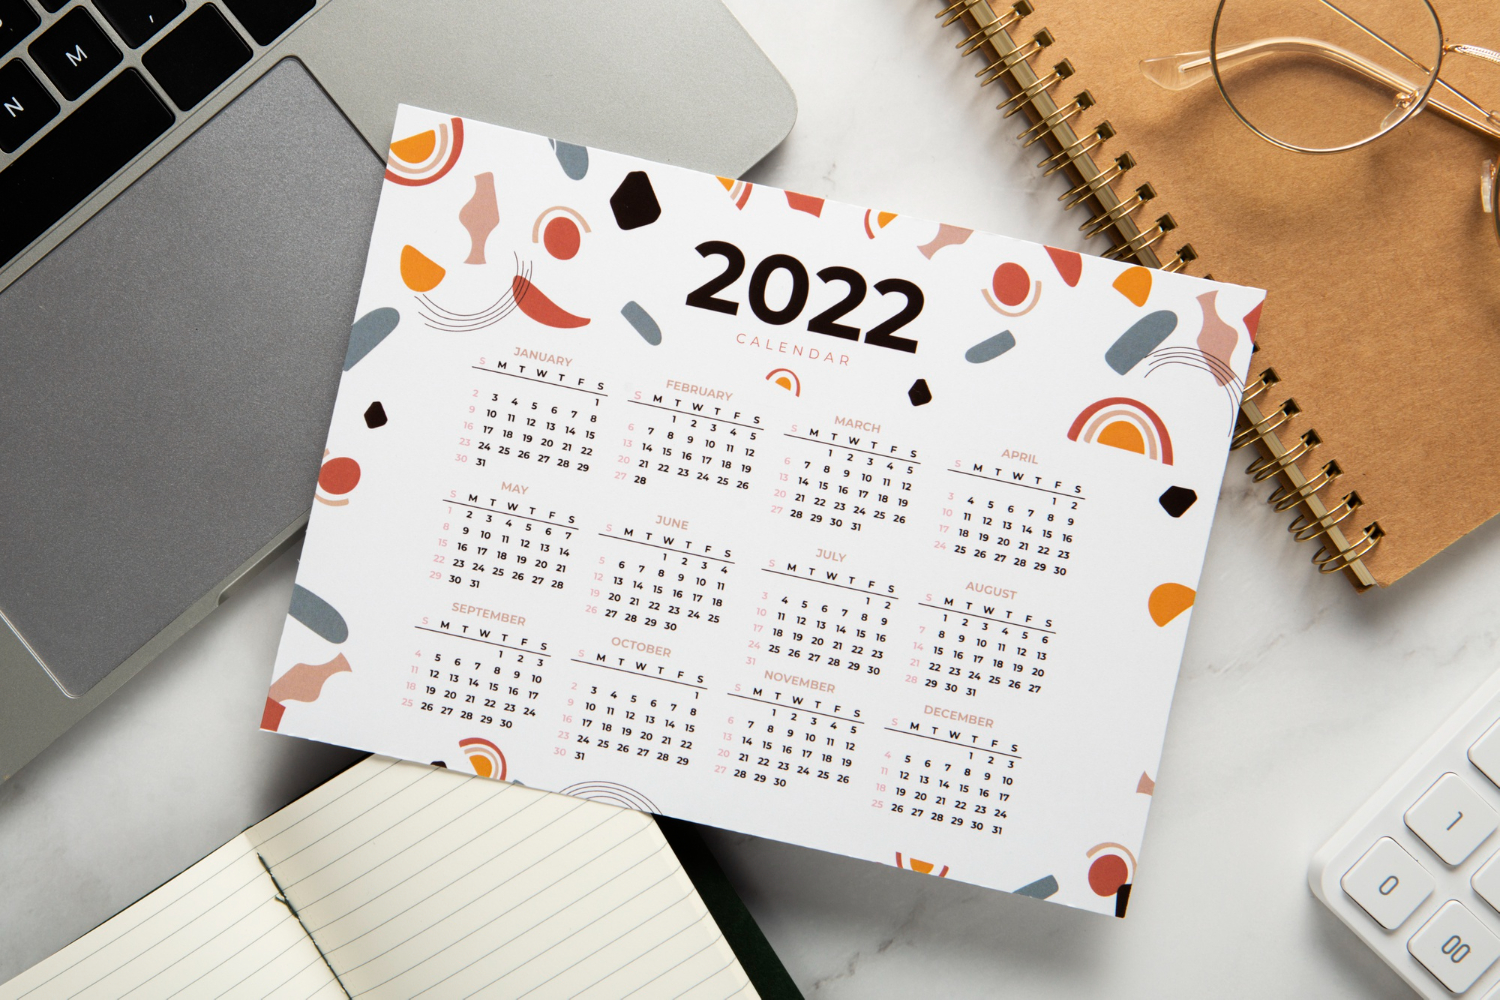 M
N
2022
CALENDAR
JANUARY
S M T W T F S
1
2 3 4 5 6 7 8
9 10 11 12 13 14 15
16 17 18 19 20 21 22
23 24 25 26 27 28 29
30 31
FEBRUARY
S M T W T F S
1 2 3 4 5
6 7 8 9 10 11 12
13 14 15 16 17 18 19
20 21 22 23 24 25 26
27 28
MARCH
S M T W T F S
1 2 3 4 5
6 7 8 9 10 11 12
13 14 15 16 17 18 19
20 21 22 23 24 25 26
27 28 29 30 31
APRIL
S M T W T F S
1 2
3 4 5 6 7 8 9
10 11 12 13 14 15 16
17 18 19 20 21 22 23
24 25 26 27 28 29 30
MAY
S M T W T F S
1 2 3 4 5 6 7
8 9 10 11 12 13 14
15 16 17 18 19 20 21
22 23 24 25 26 27 28
29 30 31
JUNE
S M T W T F S
1 2 3 4
5 6 7 8 9 10 11
12 13 14 15 16 17 18
19 20 21 22 23 24 25
26 27 28 29 30
JULY
S M T W T F S
1 2
3 4 5 6 7 8 9
10 11 12 13 14 15 16
17 18 19 20 21 22 23
24 25 26 27 28 29 30
31
AUGUST
S M T W T F S
1 2 3 4 5 6
7 8 9 10 11 12 13
14 15 16 17 18 19 20
21 22 23 24 25 26 27
28 29 30 31
SEPTEMBER
S M T W T F S
1 2 3
4 5 6 7 8 9 10
11 12 13 14 15 16 17
18 19 20 21 22 23 24
25 26 27 28 29 30
OCTOBER
S M T W T F S
1
2 3 4 5 6 7 8
9 10 11 12 13 14 15
16 17 18 19 20 21 22
23 24 25 26 27 28 29
30 31
NOVEMBER
S M T W T F S
1 2 3 4 5
6 7 8 9 10 11 12
13 14 15 16 17 18 19
20 21 22 23 24 25 26
27 28 29 30
DECEMBER
S M T W T F S
1 2 3
4 5 6 7 8 9 10
11 12 13 14 15 16 17
18 19 20 21 22 23 24
25 26 27 28 29 30 31
1
0
00